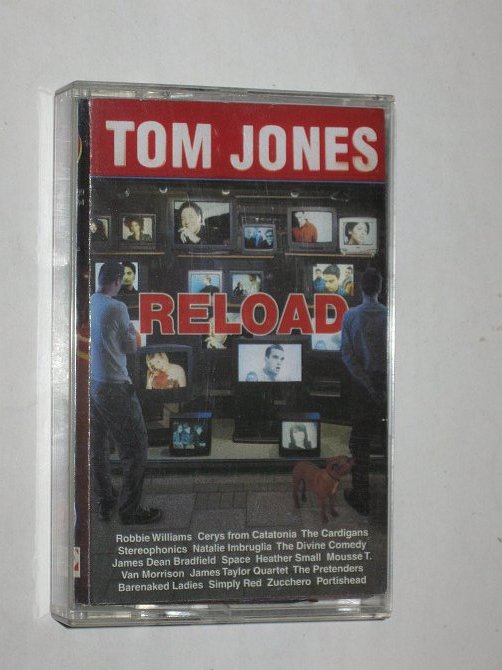 TOM JONES
RELOAD
Robbie Williams Cerys from Catatonia The Cardigans
Stereophonics Natalie Imbruglia The Divine Comedy
James Dean Bradfield Space Heather Small Mousse T.
Van Morrison James Taylor Quartet The Pretenders
Barenaked Ladies Simply Red Zucchero Portishead